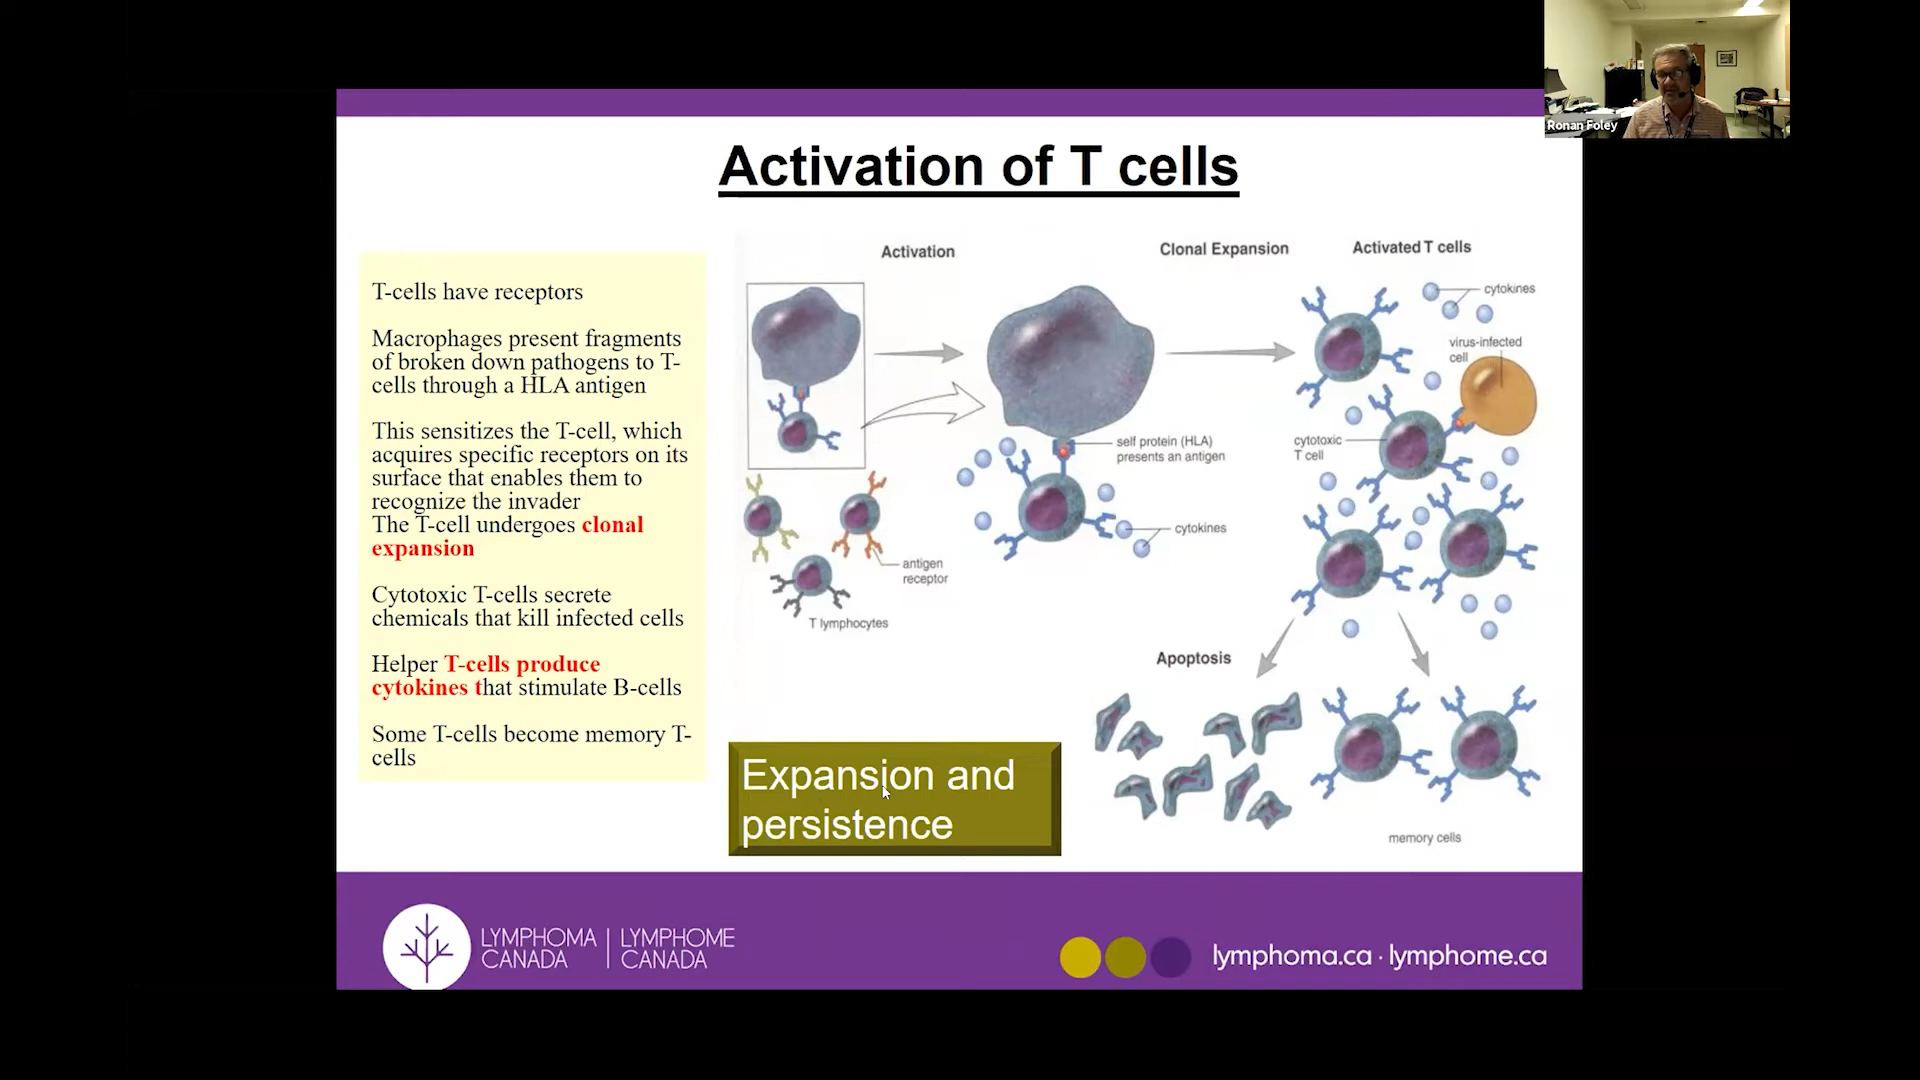 Ronan Foley
Activation of T cells
T-cells have receptors
Macrophages present fragments
of broken down pathogens to T-
cells through a HLA antigen
This sensitizes the T-cell, which
acquires specific receptors on its
surface that enables them to
recognize the invader
The T-cell undergoes clonal
expansion
Cytotoxic T-cells secrete
chemicals that kill infected cells
Helper T-cells produce
cytokines that stimulate B-cells
Some T-cells become memory T-
cells
Activation
Clonal Expansion
Activated T cells
cytokines
virus-infected
cell
self protein (HLA)
presents an antigen
cytotoxic
T cell
cytokines
antigen
receptor
T lymphocytes
Apoptosis
memory cells
Expansion and
persistence
LYMPHOMA
CANADA
LYMPHOME
CANADA
lymphoma.ca · lymphome.ca